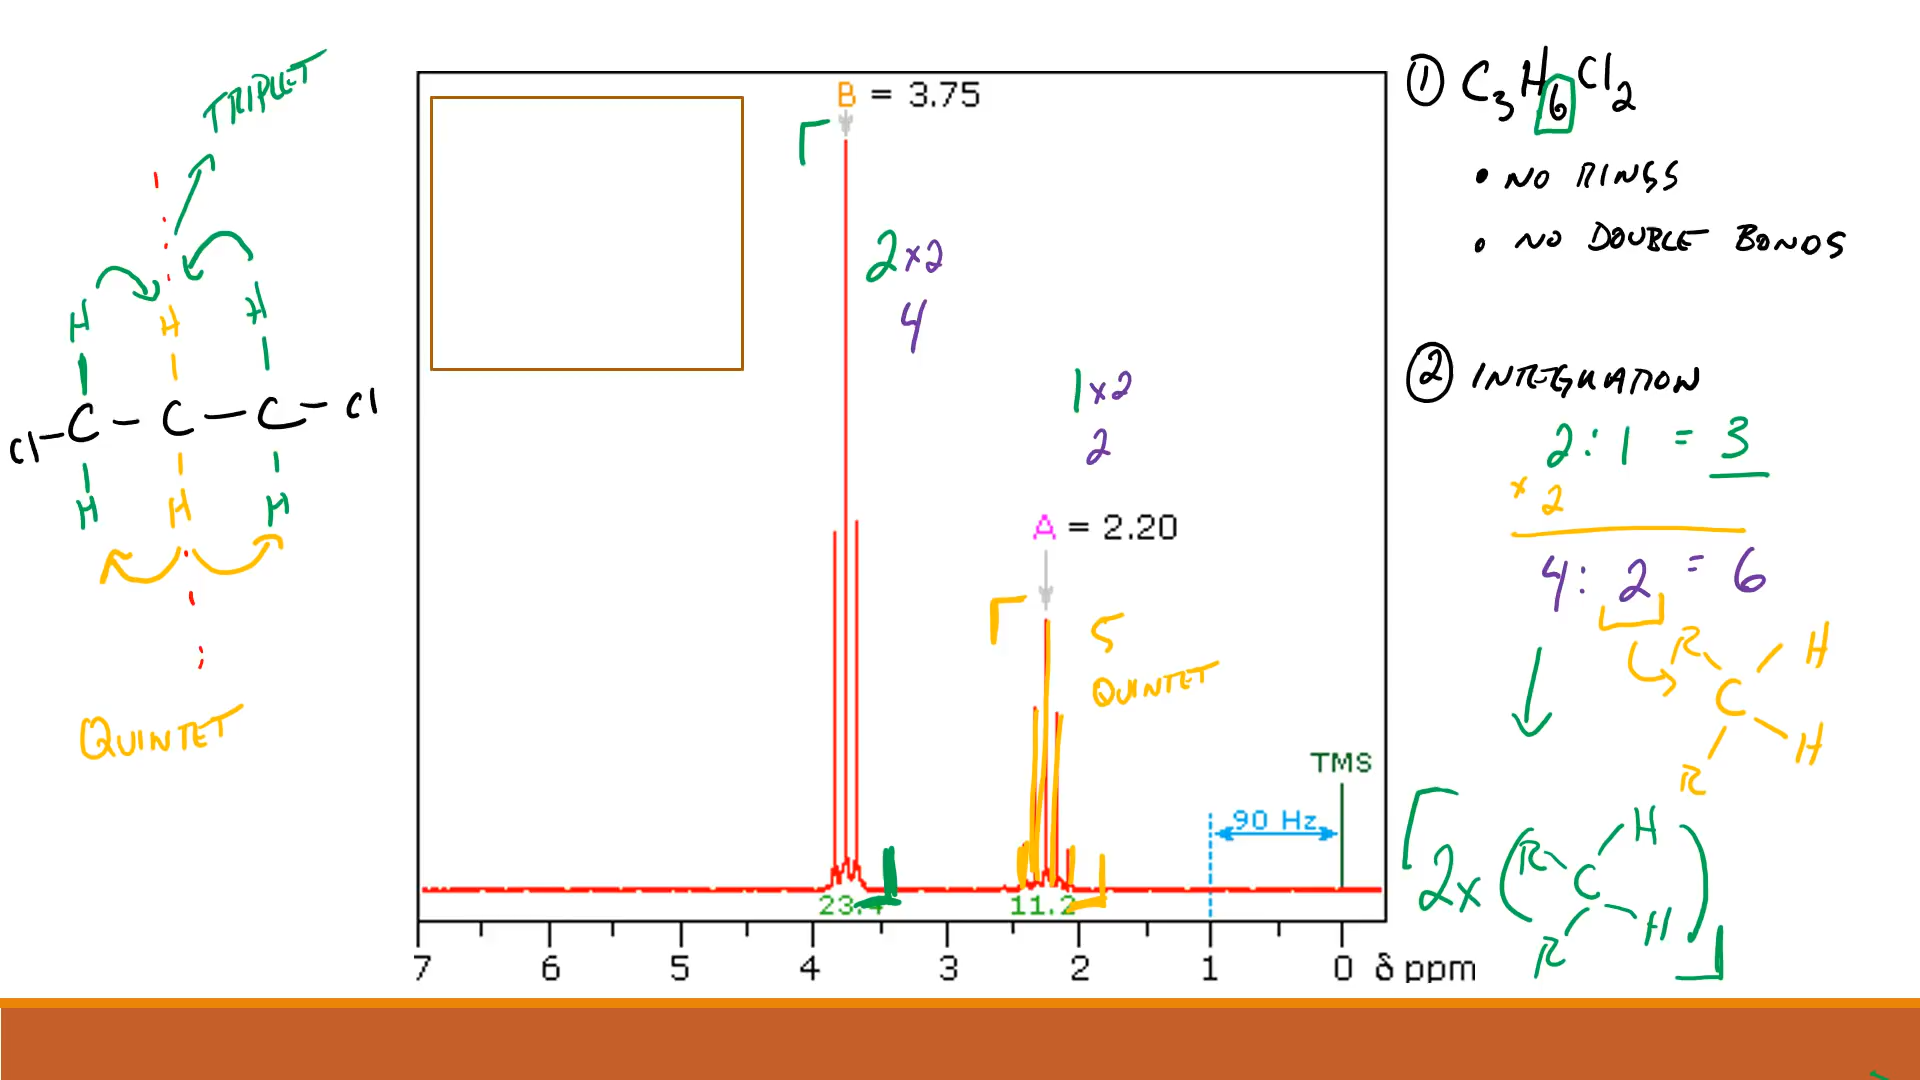 TRIPLET
H H H
Cl-C-C-C-Cl
H H H
QUINTET
B = 3.75
2x2
4
1x2
2
A = 2.20
5
QUINTET
TMS
90 Hz
23.4 11.2
7 6 5 4 3 2 1 0 δ ppm
① C3H6Cl2
• NO RINGS
• NO DOUBLE BONDS
② INTEGRATION
2:1 = 3
x2
4:2 = 6
R H
C
R H
2x(R C H
R H)